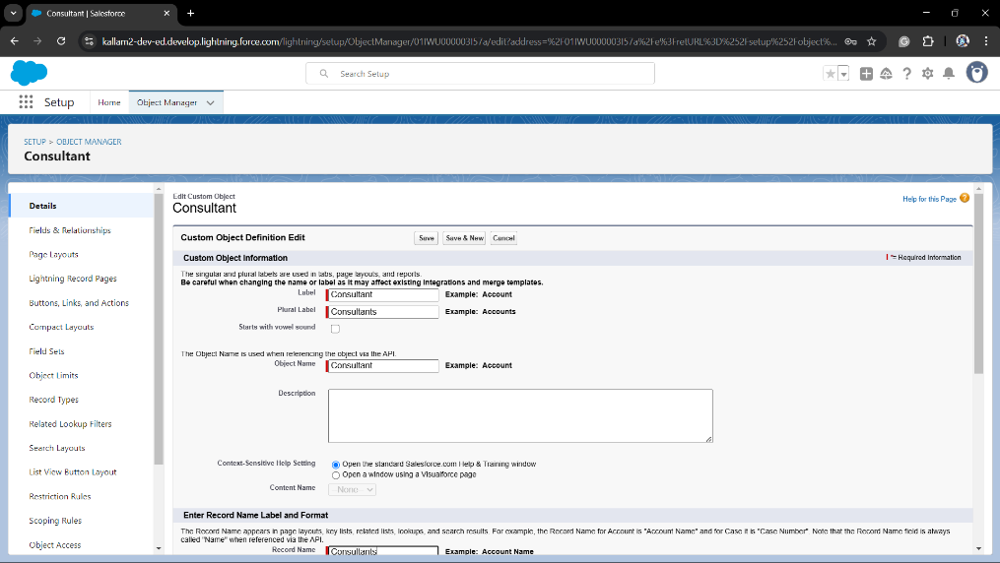 Consultant | Salesforce
kallam2-dev-ed.develop.lightning.force.com/lightning/setup/ObjectManager/01IWU000003I57a/edit?address=%2F01IWU000003I57a%2Fe%3FretURL%3D%252Fsetup%252Fobject%...
Search Setup
Setup
Home
Object Manager
SETUP > OBJECT MANAGER
Consultant
Details
Fields & Relationships
Page Layouts
Lightning Record Pages
Buttons, Links, and Actions
Compact Layouts
Field Sets
Object Limits
Record Types
Related Lookup Filters
Search Layouts
List View Button Layout
Restriction Rules
Scoping Rules
Object Access
Edit Custom Object
Consultant
Help for this Page ?
Custom Object Definition Edit
Save Save & New Cancel
Custom Object Information
= Required Information
The singular and plural labels are used in tabs, page layouts, and reports.
Be careful when changing the name or label as it may affect existing integrations and merge templates.
Label Consultant Example: Account
Plural Label Consultants Example: Accounts
Starts with vowel sound
The Object Name is used when referencing the object via the API.
Object Name Consultant Example: Account
Description
Context-Sensitive Help Setting Open the standard Salesforce.com Help & Training window
Open a window using a Visualforce page
Content Name --None--
Enter Record Name Label and Format
The Record Name appears in page layouts, key lists, related lists, lookups, and search results. For example, the Record Name for Account is "Account Name" and for Case it is "Case Number". Note that the Record Name field is always
called "Name" when referenced via the API.
Record Name Consultants Example: Account Name